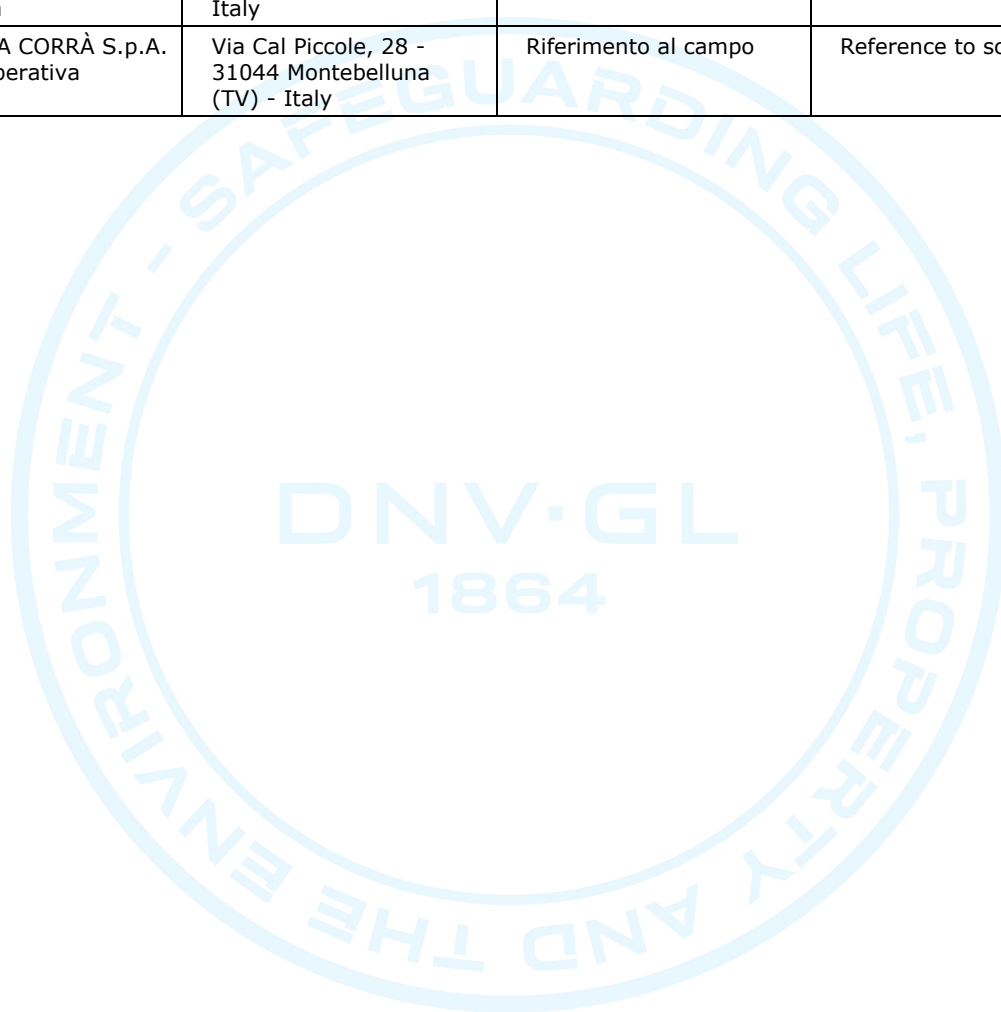 Italy
A CORRÀ S.p.A.
perativa
Via Cal Piccole, 28 -
31044 Montebelluna
(TV) - Italy
Riferimento al campo
Reference to
SAFEGUARDING LIFE, PROPERTY AND THE ENVIRONMENT -
DNV·GL
1864